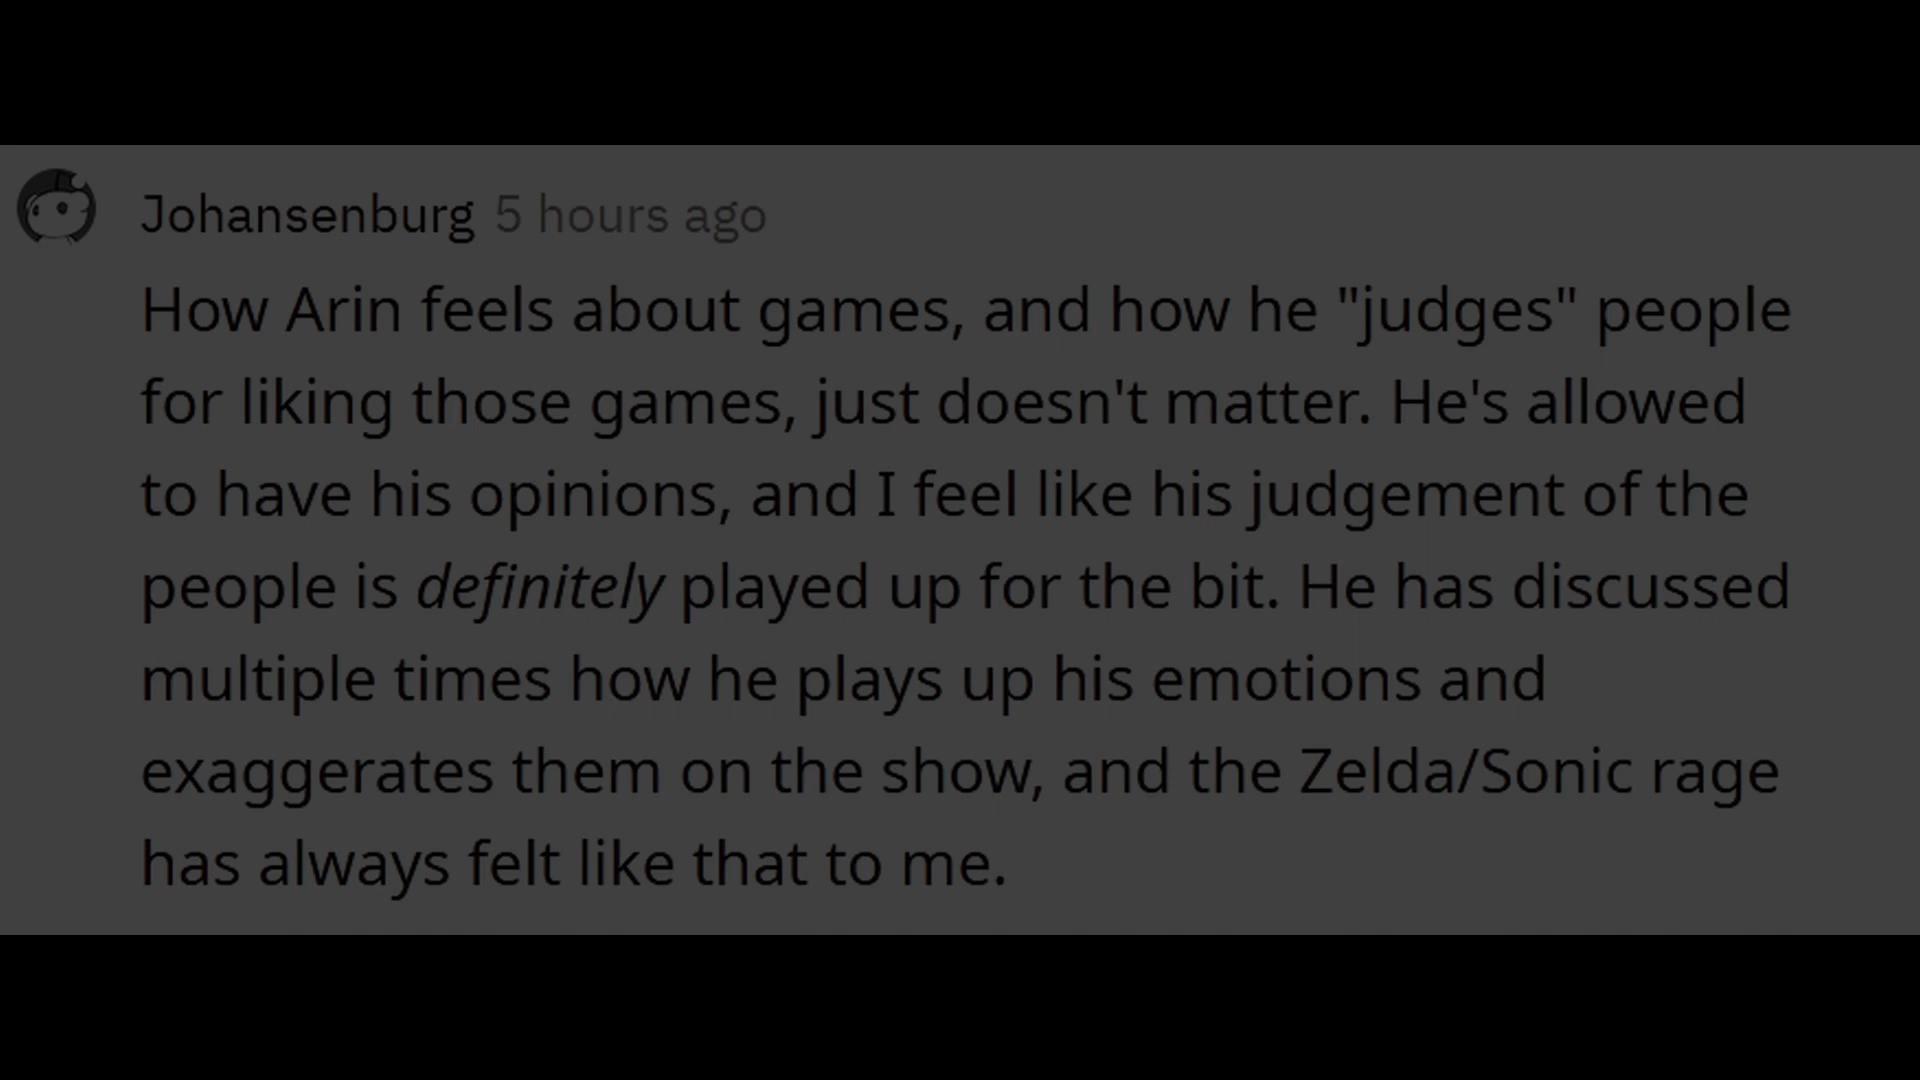 Johansenburg 5 hours ago
How Arin feels about games, and how he "judges" people
for liking those games, just doesn't matter. He's allowed
to have his opinions, and I feel like his judgement of the
people is definitely played up for the bit. He has discussed
multiple times how he plays up his emotions and
exaggerates them on the show, and the Zelda/Sonic rage
has always felt like that to me.